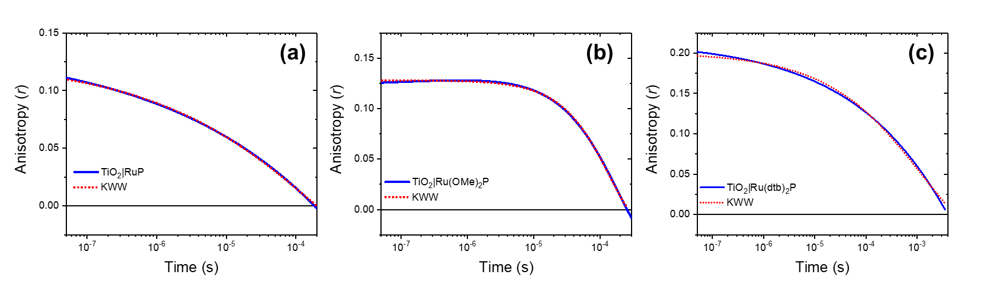 (a)
0.15
0.10
0.05
0.00
Anisotropy (r)
TiO₂|RuP
KWW
10⁻⁷ 10⁻⁶ 10⁻⁵ 10⁻⁴
Time (s)
(b)
0.15
0.10
0.05
0.00
Anisotropy (r)
TiO₂|Ru(OMe)₂P
KWW
10⁻⁷ 10⁻⁶ 10⁻⁵ 10⁻⁴
Time (s)
(c)
0.20
0.15
0.10
0.05
0.00
Anisotropy (r)
TiO₂|Ru(dtb)₂P
KWW
10⁻⁷ 10⁻⁶ 10⁻⁵ 10⁻⁴ 10⁻³
Time (s)